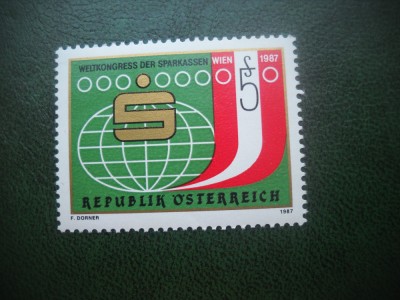 WELTKONGRESS DER SPARKASSEN WIEN 1987
S 5
REPUBLIK ÖSTERREICH
F. DORNER 1987